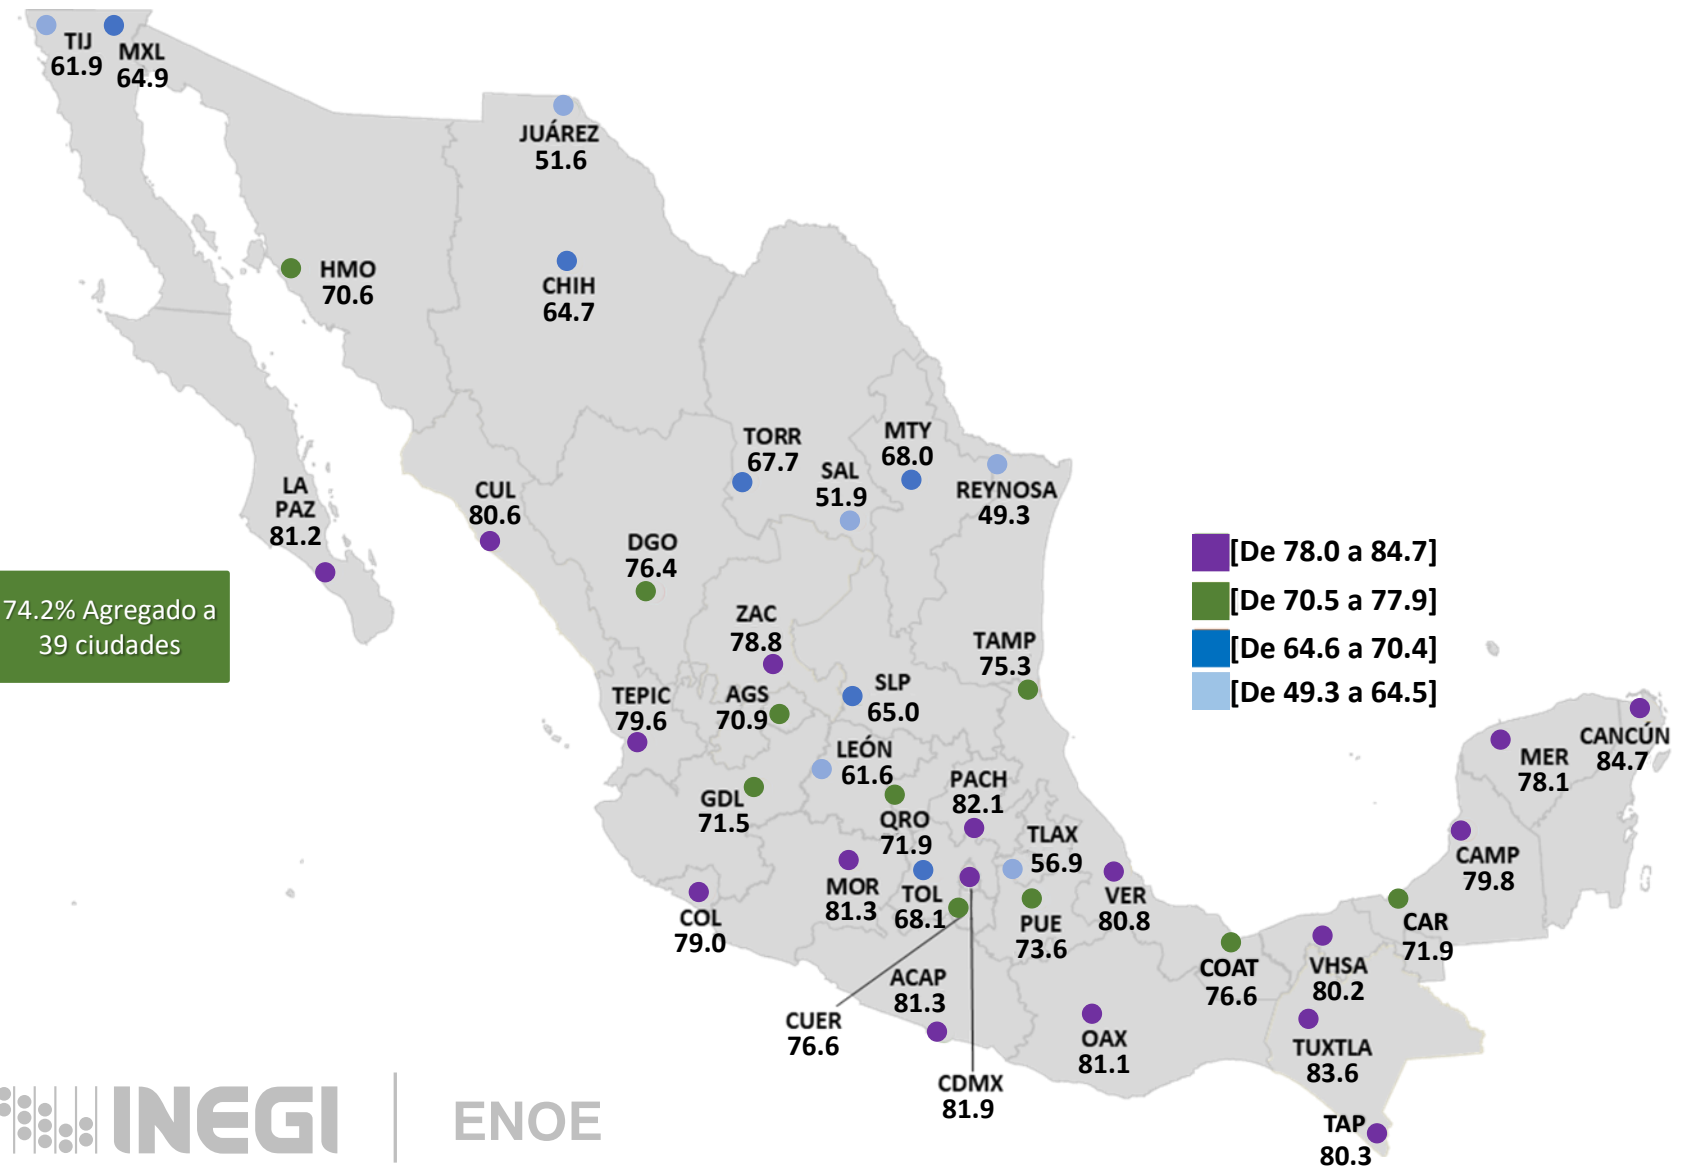 TIJ
61.9
MXL
64.9
JUÁREZ
51.6
HMO
70.6
CHIH
64.7
TORR
67.7
MTY
68.0
SAL
51.9
REYNOSA
49.3
LA
PAZ
81.2
CUL
80.6
DGO
76.4
[De 78.0 a 84.7]
[De 70.5 a 77.9]
[De 64.6 a 70.4]
[De 49.3 a 64.5]
74.2% Agregado a
39 ciudades
ZAC
78.8
TAMP
75.3
TEPIC
79.6
AGS
70.9
SLP
65.0
LEÓN
61.6
GDL
71.5
QRO
71.9
PACH
82.1
TLAX
56.9
CANCÚN
84.7
MER
78.1
CAMP
79.8
MOR
81.3
TOL
68.1
COL
79.0
PUE
73.6
VER
80.8
CAR
71.9
COAT
76.6
VHSA
80.2
ACAP
81.3
CUER
76.6
OAX
81.1
TUXTLA
83.6
CDMX
81.9
TAP
80.3
INEGI
ENOE